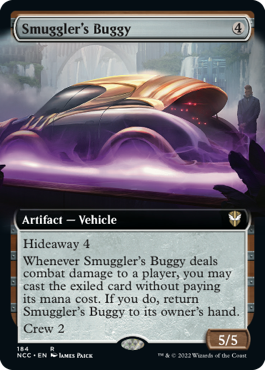 Smuggler's Buggy 4
Artifact — Vehicle
Hideaway 4
Whenever Smuggler's Buggy deals
combat damage to a player, you may
cast the exiled card without paying
its mana cost. If you do, return
Smuggler's Buggy to its owner's hand.
Crew 2
5/5
184 R
NCC • EN James Paick
™ & © 2022 Wizards of the Coast